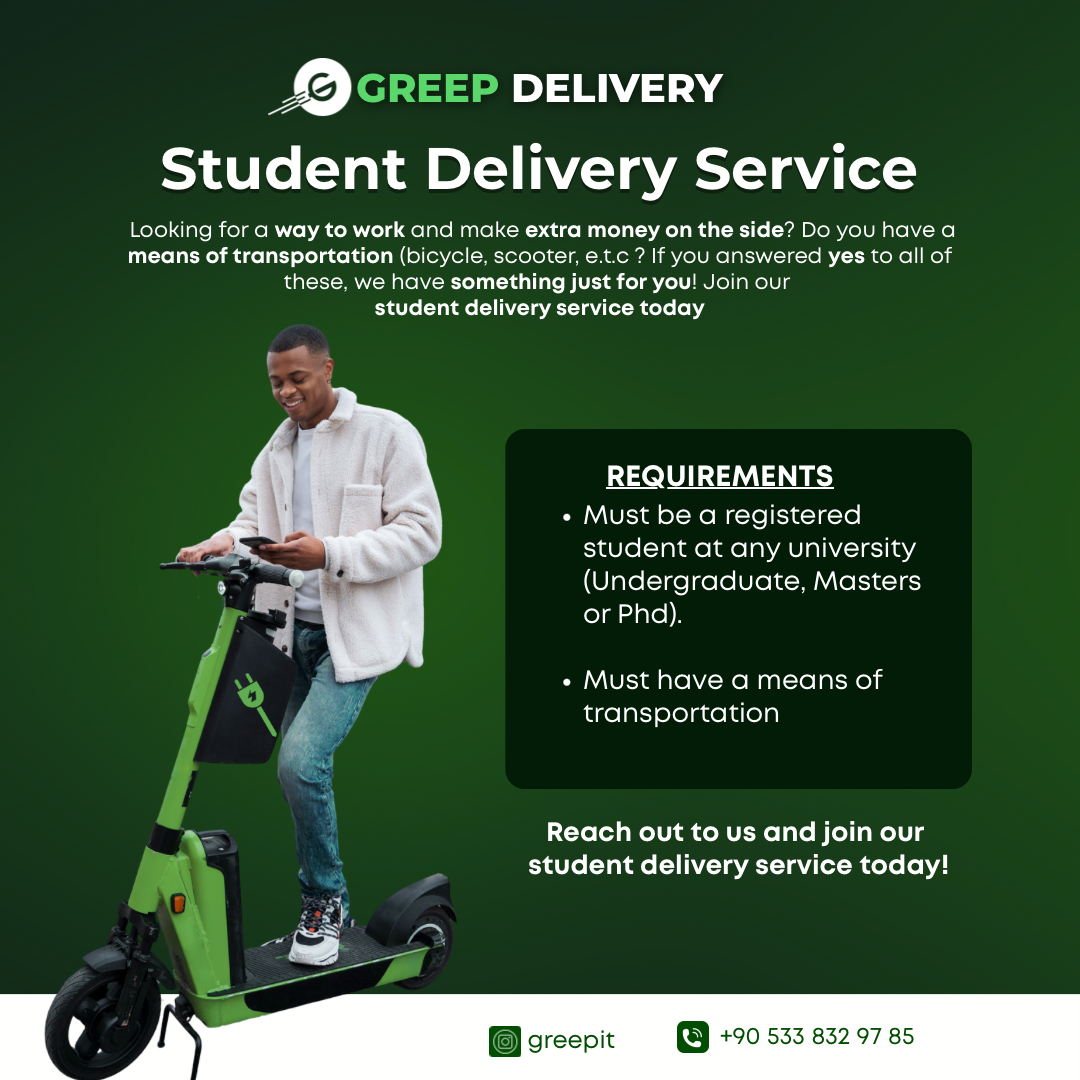 GREEP DELIVERY
Student Delivery Service
Looking for a way to work and make extra money on the side? Do you have a
means of transportation (bicycle, scooter, e.t.c ? If you answered yes to all of
these, we have something just for you! Join our
student delivery service today
REQUIREMENTS
• Must be a registered
student at any university
(Undergraduate, Masters
or Phd).
• Must have a means of
transportation
Reach out to us and join our
student delivery service today!
greepit
+90 533 832 97 85